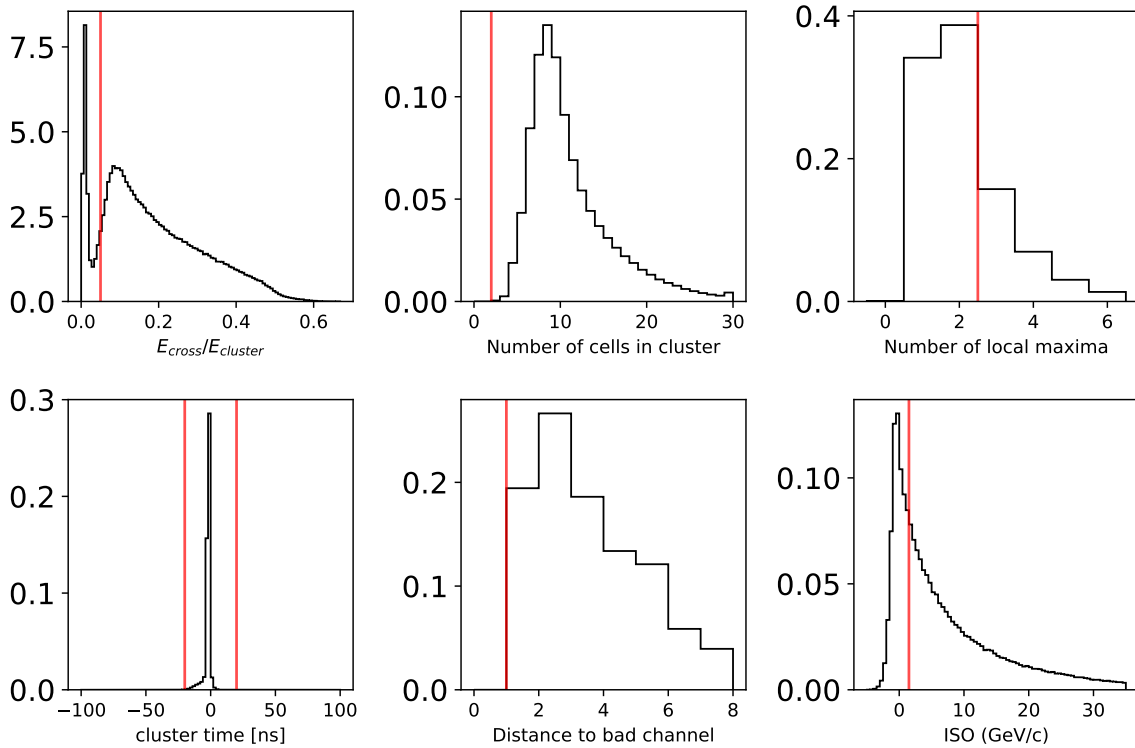 7.5
5.0
2.5
0.0
0.0 0.2 0.4 0.6
E_cross/E_cluster
0.10
0.05
0.00
0 10 20 30
Number of cells in cluster
0.4
0.2
0.0
0 2 4 6
Number of local maxima
0.3
0.2
0.1
0.0
−100 −50 0 50 100
cluster time [ns]
0.2
0.1
0.0
0 2 4 6 8
Distance to bad channel
0.10
0.05
0.00
0 10 20 30
ISO (GeV/c)